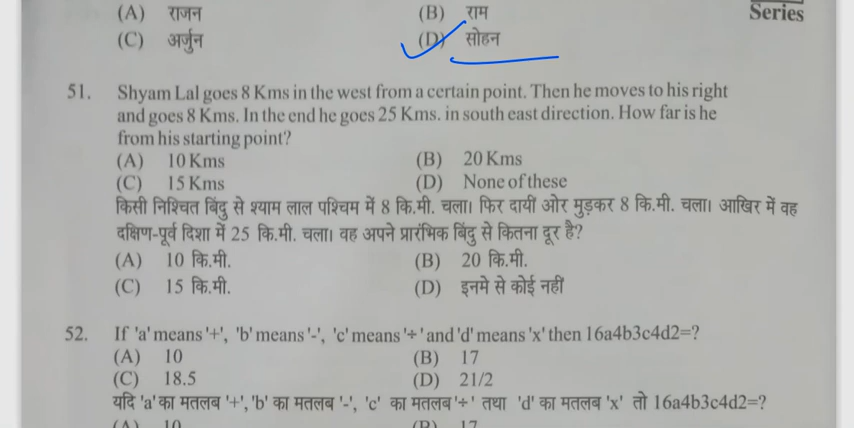 (A) राजन (B) राम Series
(C) अर्जुन (D) सोहन
51. Shyam Lal goes 8 Kms in the west from a certain point. Then he moves to his right
and goes 8 Kms. In the end he goes 25 Kms. in south east direction. How far is he
from his starting point?
(A) 10 Kms (B) 20 Kms
(C) 15 Kms (D) None of these
किसी निश्चित बिंदु से श्याम लाल पश्चिम में 8 कि.मी. चला। फिर दायीं ओर मुड़कर 8 कि.मी. चला। आखिर में वह
दक्षिण-पूर्व दिशा में 25 कि.मी. चला। वह अपने प्रारंभिक बिंदु से कितना दूर है?
(A) 10 कि.मी. (B) 20 कि.मी.
(C) 15 कि.मी. (D) इनमे से कोई नहीं
52. If 'a' means '+', 'b' means '-', 'c' means '÷' and 'd' means 'x' then 16a4b3c4d2=?
(A) 10 (B) 17
(C) 18.5 (D) 21/2
यदि 'a' का मतलब '+', 'b' का मतलब '-', 'c' का मतलब '÷' तथा 'd' का मतलब 'x' तो 16a4b3c4d2=?
(A) 10 (B) 17